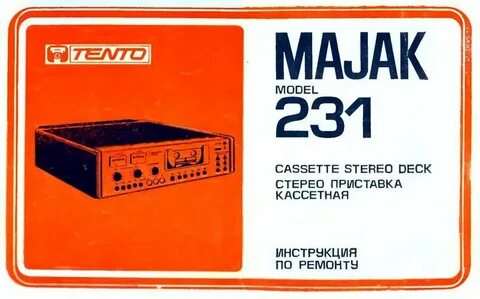 TENTO
MAJAK
MODEL
231
CASSETTE STEREO DECK
СТЕРЕО ПРИСТАВКА
КАССЕТНАЯ
ИНСТРУКЦИЯ
ПО РЕМОНТУ